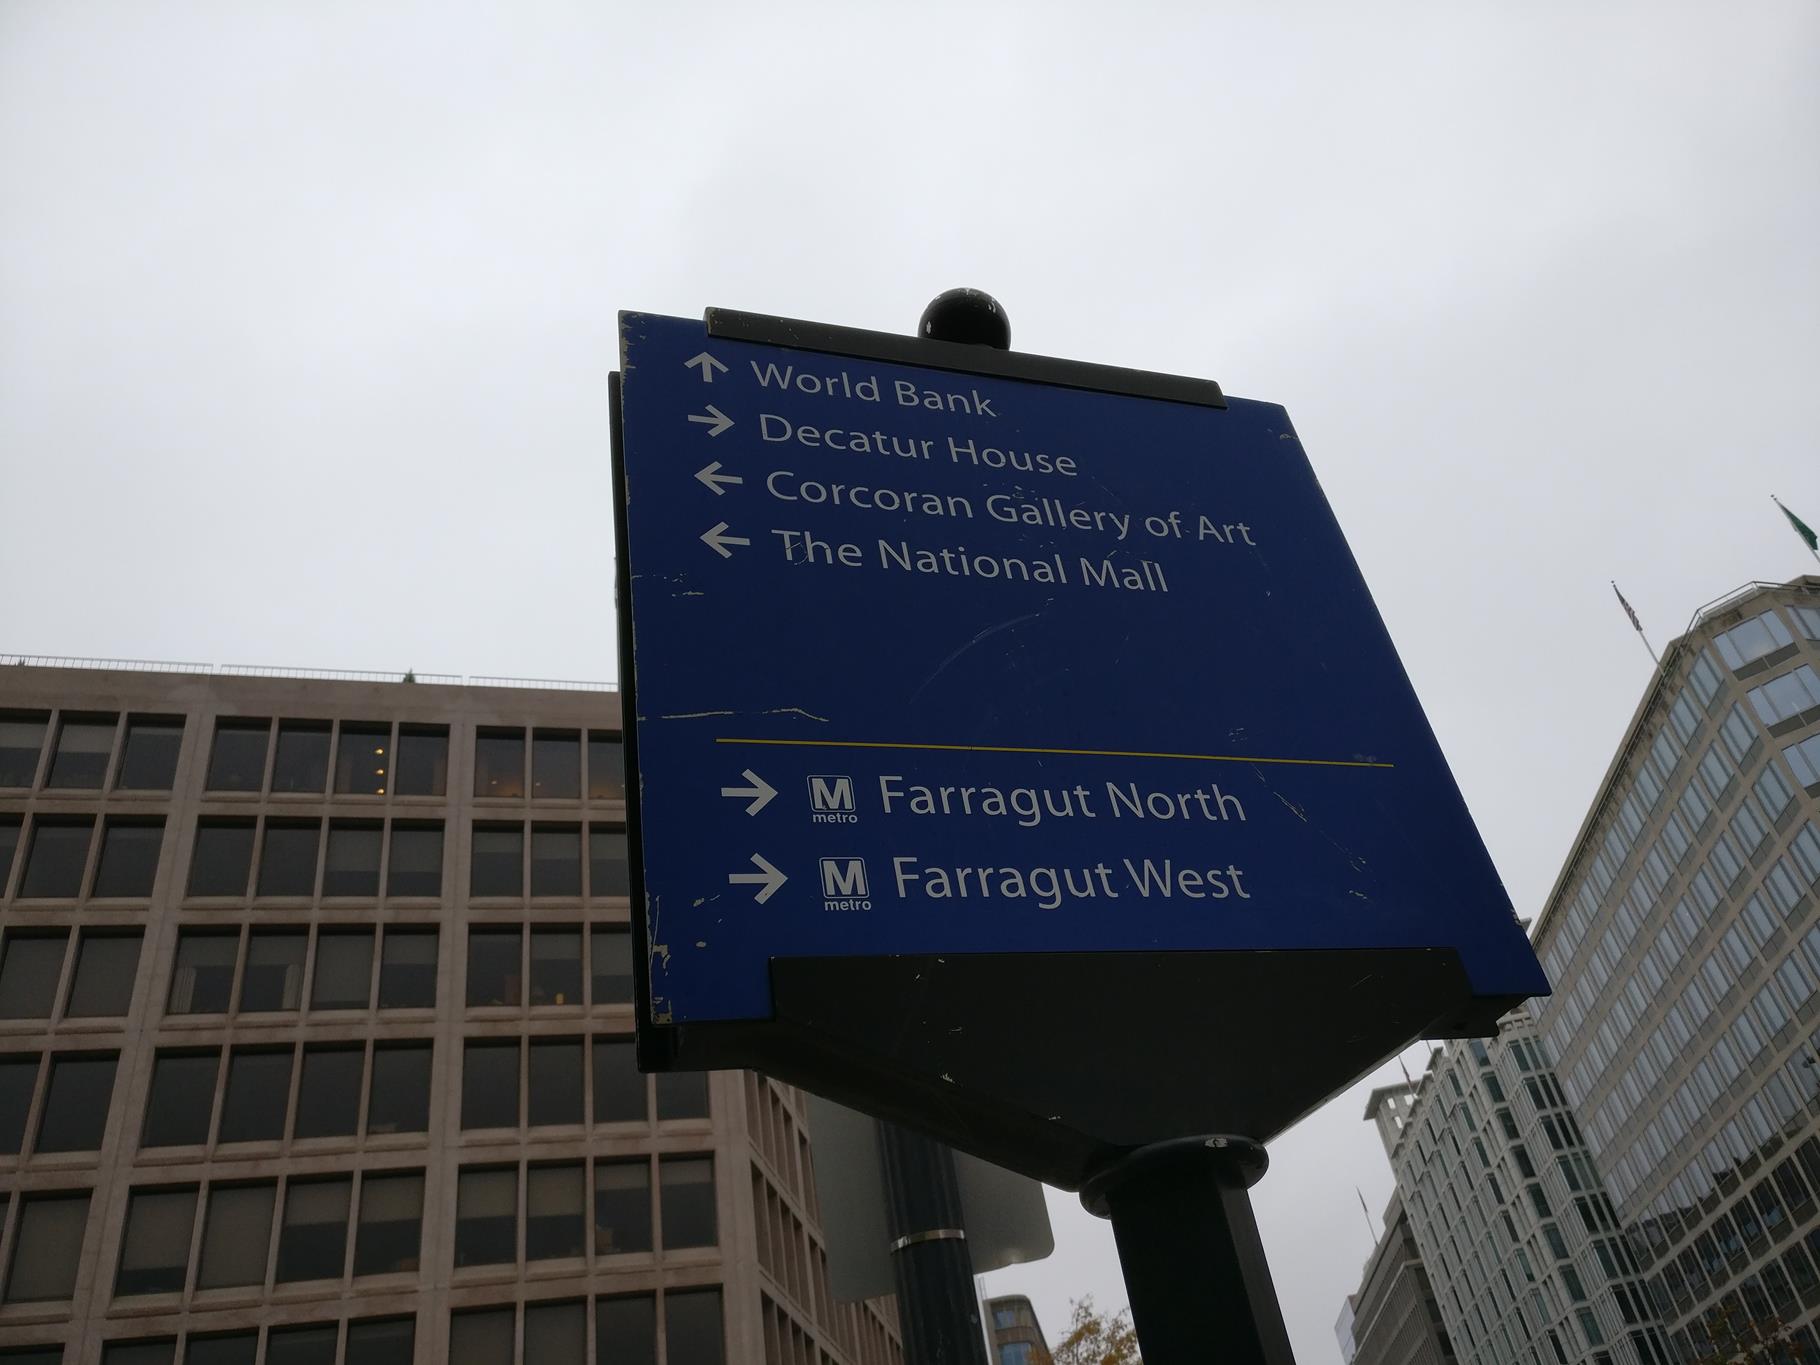 ↑ World Bank
→ Decatur House
← Corcoran Gallery of Art
← The National Mall
→ M metro Farragut North
→ M metro Farragut West